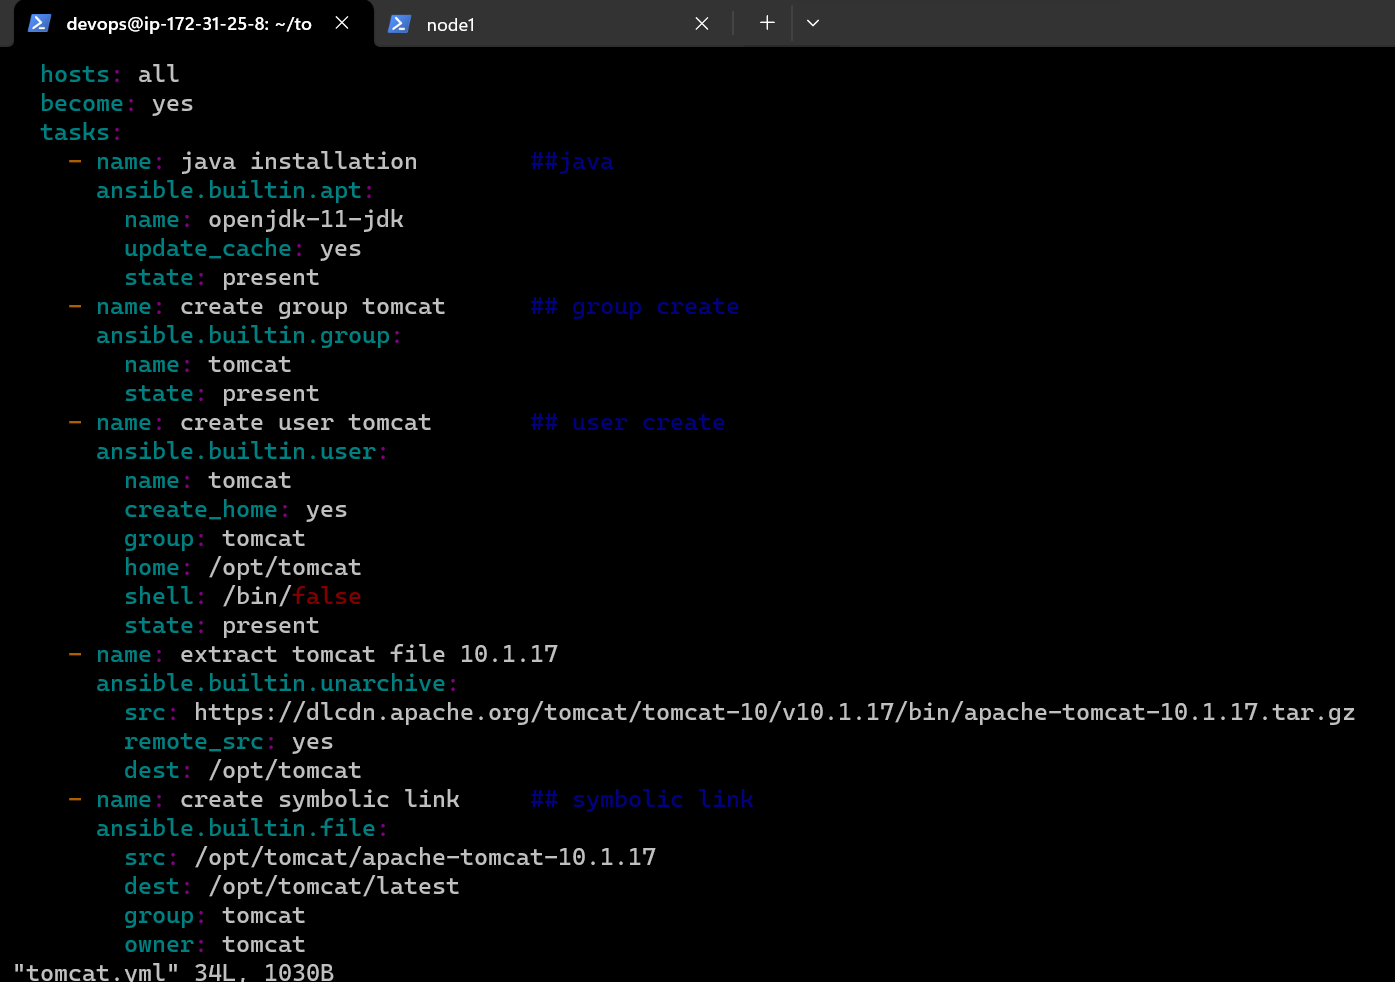 devops@ip-172-31-25-8: ~/to
node1
hosts: all
become: yes
tasks:
- name: java installation ##java
ansible.builtin.apt:
name: openjdk-11-jdk
update_cache: yes
state: present
- name: create group tomcat ## group create
ansible.builtin.group:
name: tomcat
state: present
- name: create user tomcat ## user create
ansible.builtin.user:
name: tomcat
create_home: yes
group: tomcat
home: /opt/tomcat
shell: /bin/false
state: present
- name: extract tomcat file 10.1.17
ansible.builtin.unarchive:
src: https://dlcdn.apache.org/tomcat/tomcat-10/v10.1.17/bin/apache-tomcat-10.1.17.tar.gz
remote_src: yes
dest: /opt/tomcat
- name: create symbolic link ## symbolic link
ansible.builtin.file:
src: /opt/tomcat/apache-tomcat-10.1.17
dest: /opt/tomcat/latest
group: tomcat
owner: tomcat
"tomcat.yml" 34L, 1030B